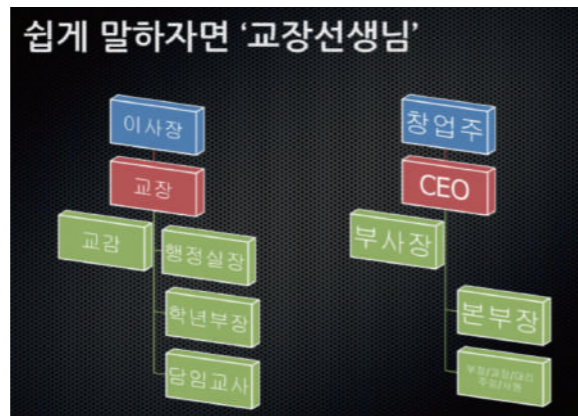 쉽게 말하자면 ‘교장선생님’
이사장
교장
교감
행정실장
학년부장
담임교사
창업주
CEO
부사장
본부장